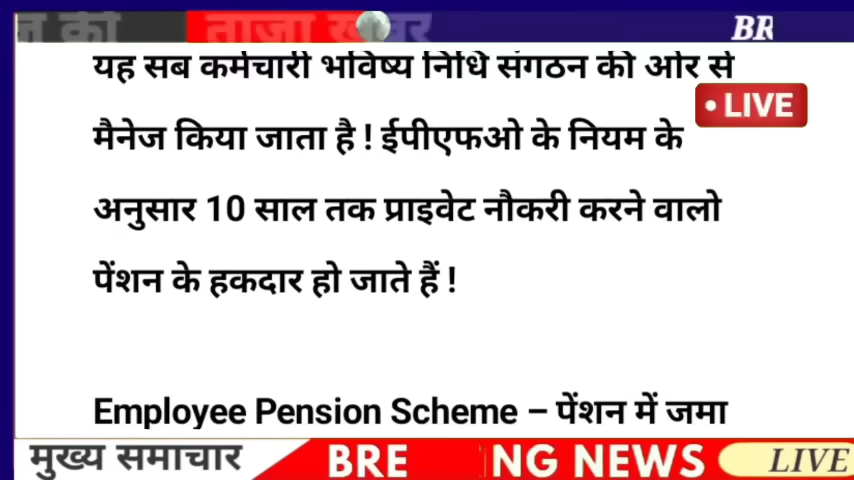 ताजा खबर
BR
यह सब कर्मचारी भविष्य निधि संगठन की ओर से
• LIVE
मैनेज किया जाता है ! ईपीएफओ के नियम के
अनुसार 10 साल तक प्राइवेट नौकरी करने वालो
पेंशन के हकदार हो जाते हैं !
Employee Pension Scheme – पेंशन में जमा
मुख्य समाचार BRE NG NEWS LIVE